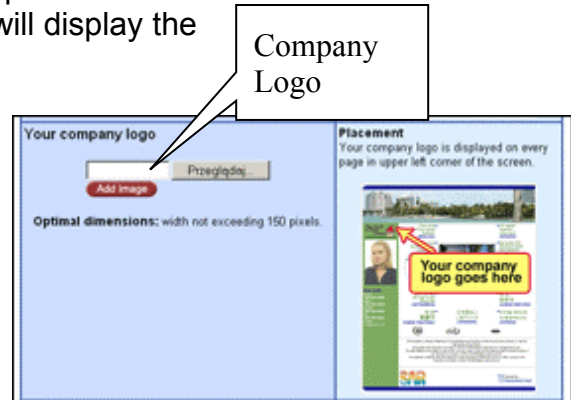 will display the
Company
Logo
Your company logo
Przeglądaj...
Add image
Optimal dimensions: width not exceeding 150 pixels.
Placement
Your company logo is displayed on every
page in upper left corner of the screen.
Your company
logo goes here